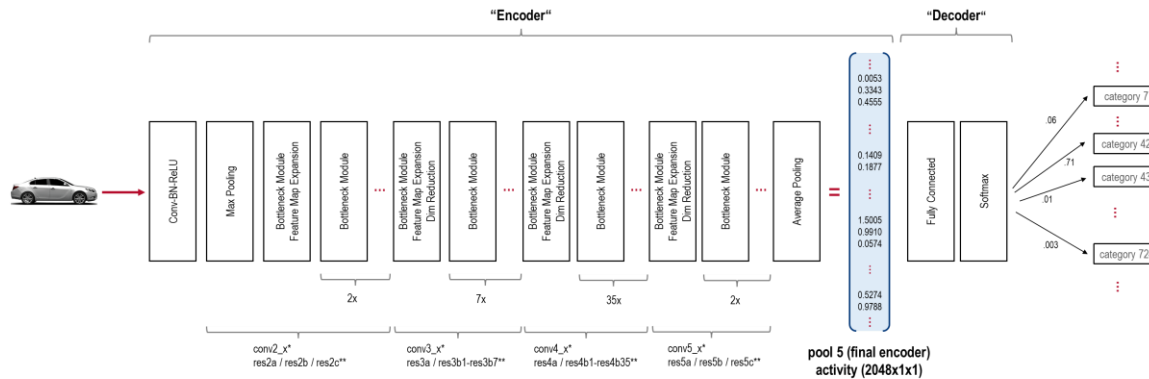 "Encoder"
"Decoder"
Conv-BN-ReLU
Max Pooling
Bottleneck Module
Feature Map Expansion
Bottleneck Module
...
Bottleneck Module
Feature Map Expansion
Dim Reduction
Bottleneck Module
...
Bottleneck Module
Feature Map Expansion
Dim Reduction
Bottleneck Module
...
Bottleneck Module
Feature Map Expansion
Dim Reduction
Bottleneck Module
...
Average Pooling
=
...
0.0053
0.3343
0.4555
...
0.1409
0.1877
...
1.5005
0.9910
0.0574
...
0.5274
0.9788
...
Fully Connected
Softmax
.06
.71
.01
.003
...
category 7
...
category 42
category 43
...
category 72
...
2x
7x
35x
2x
conv2_x*
res2a / res2b / res2c**
conv3_x*
res3a / res3b1-res3b7**
conv4_x*
res4a / res4b1-res4b35**
conv5_x*
res5a / res5b / res5c**
pool 5 (final encoder)
activity (2048x1x1)